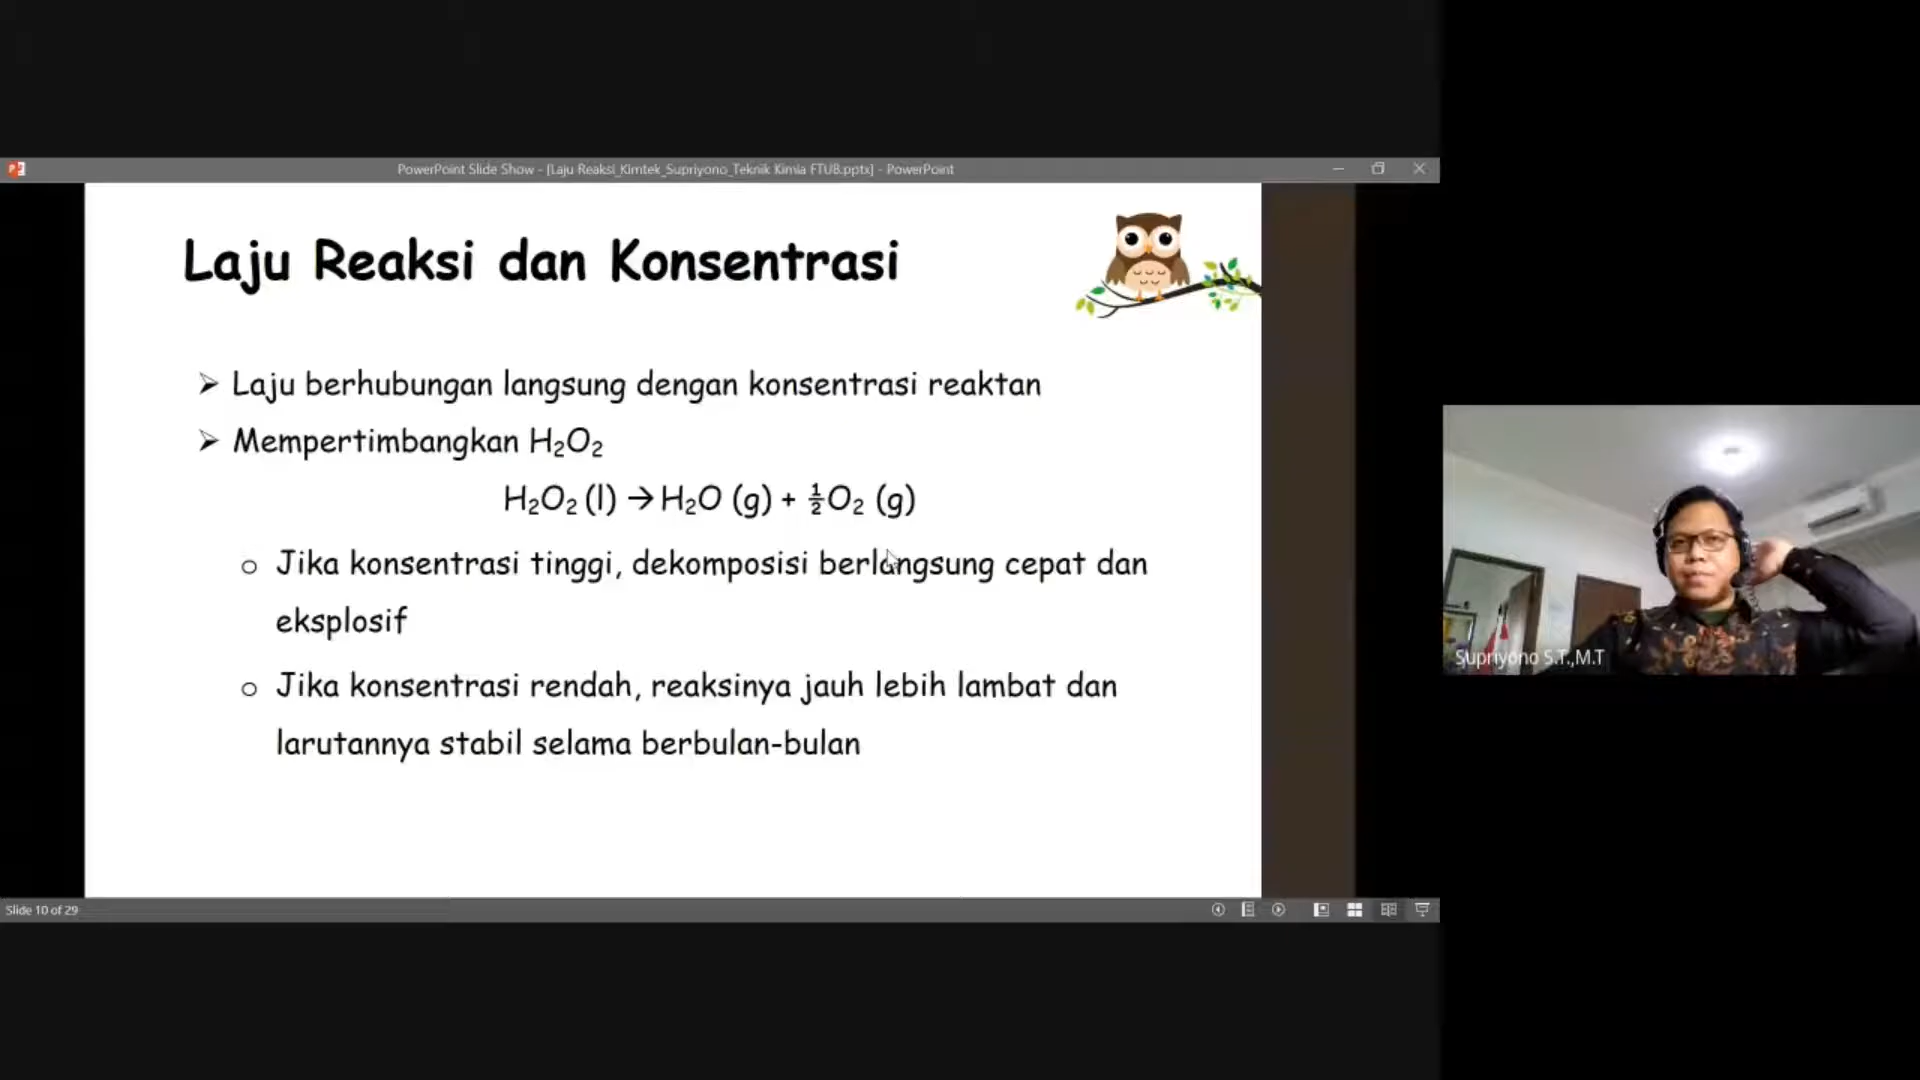 PowerPoint Slide Show - [Laju Reaksi_Kimtek_Supriyono_Teknik Kimia FTUB.pptx] - PowerPoint
Laju Reaksi dan Konsentrasi
➢ Laju berhubungan langsung dengan konsentrasi reaktan
➢ Mempertimbangkan H₂O₂
H₂O₂ (l) → H₂O (g) + ½O₂ (g)
o Jika konsentrasi tinggi, dekomposisi berlangsung cepat dan
eksplosif
o Jika konsentrasi rendah, reaksinya jauh lebih lambat dan
larutannya stabil selama berbulan-bulan
Supriyono S.T.,M.T
Slide 10 of 29